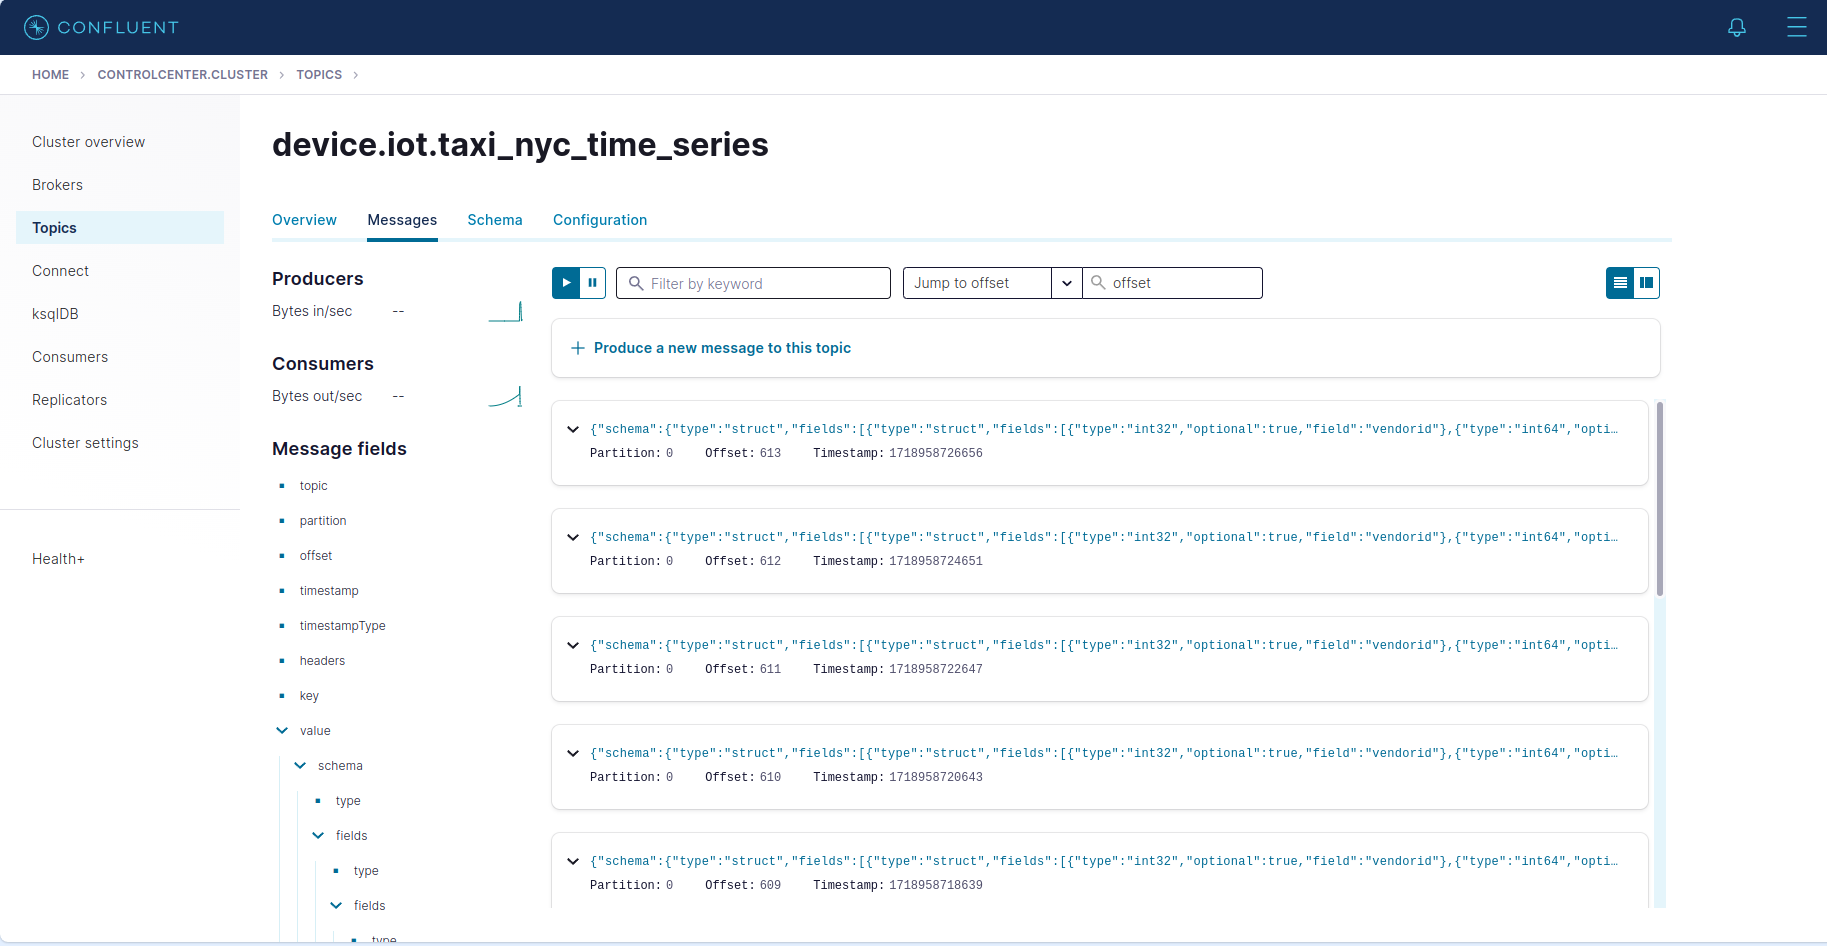 CONFLUENT
HOME > CONTROLCENTER.CLUSTER > TOPICS >
Cluster overview
Brokers
Topics
Connect
ksqlDB
Consumers
Replicators
Cluster settings
Health+
device.iot.taxi_nyc_time_series
Overview Messages Schema Configuration
Producers
Bytes in/sec --
Consumers
Bytes out/sec --
Message fields
topic
partition
offset
timestamp
timestampType
headers
key
value
schema
type
fields
type
fields
type
Filter by keyword Jump to offset offset
Produce a new message to this topic
{"schema":{"type":"struct","fields":[{"type":"struct","fields":[{"type":"int32","optional":true,"field":"vendorid"},{"type":"int64","opti…
Partition: 0 Offset: 613 Timestamp: 1718958726656
{"schema":{"type":"struct","fields":[{"type":"struct","fields":[{"type":"int32","optional":true,"field":"vendorid"},{"type":"int64","opti…
Partition: 0 Offset: 612 Timestamp: 1718958724651
{"schema":{"type":"struct","fields":[{"type":"struct","fields":[{"type":"int32","optional":true,"field":"vendorid"},{"type":"int64","opti…
Partition: 0 Offset: 611 Timestamp: 1718958722647
{"schema":{"type":"struct","fields":[{"type":"struct","fields":[{"type":"int32","optional":true,"field":"vendorid"},{"type":"int64","opti…
Partition: 0 Offset: 610 Timestamp: 1718958720643
{"schema":{"type":"struct","fields":[{"type":"struct","fields":[{"type":"int32","optional":true,"field":"vendorid"},{"type":"int64","opti…
Partition: 0 Offset: 609 Timestamp: 1718958718639